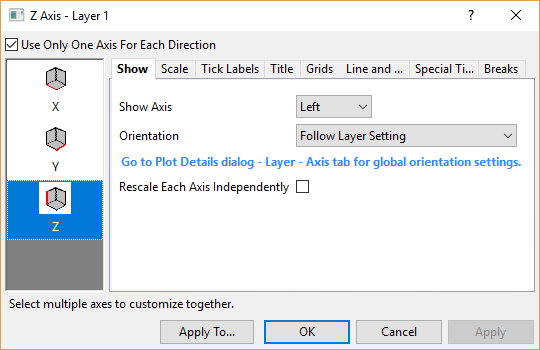 Z Axis - Layer 1
?
Use Only One Axis For Each Direction
X
Y
Z
Show Scale Tick Labels Title Grids Line and ... Special Ti... Breaks
Show Axis Left
Orientation Follow Layer Setting
Go to Plot Details dialog - Layer - Axis tab for global orientation settings.
Rescale Each Axis Independently
Select multiple axes to customize together.
Apply To... OK Cancel Apply